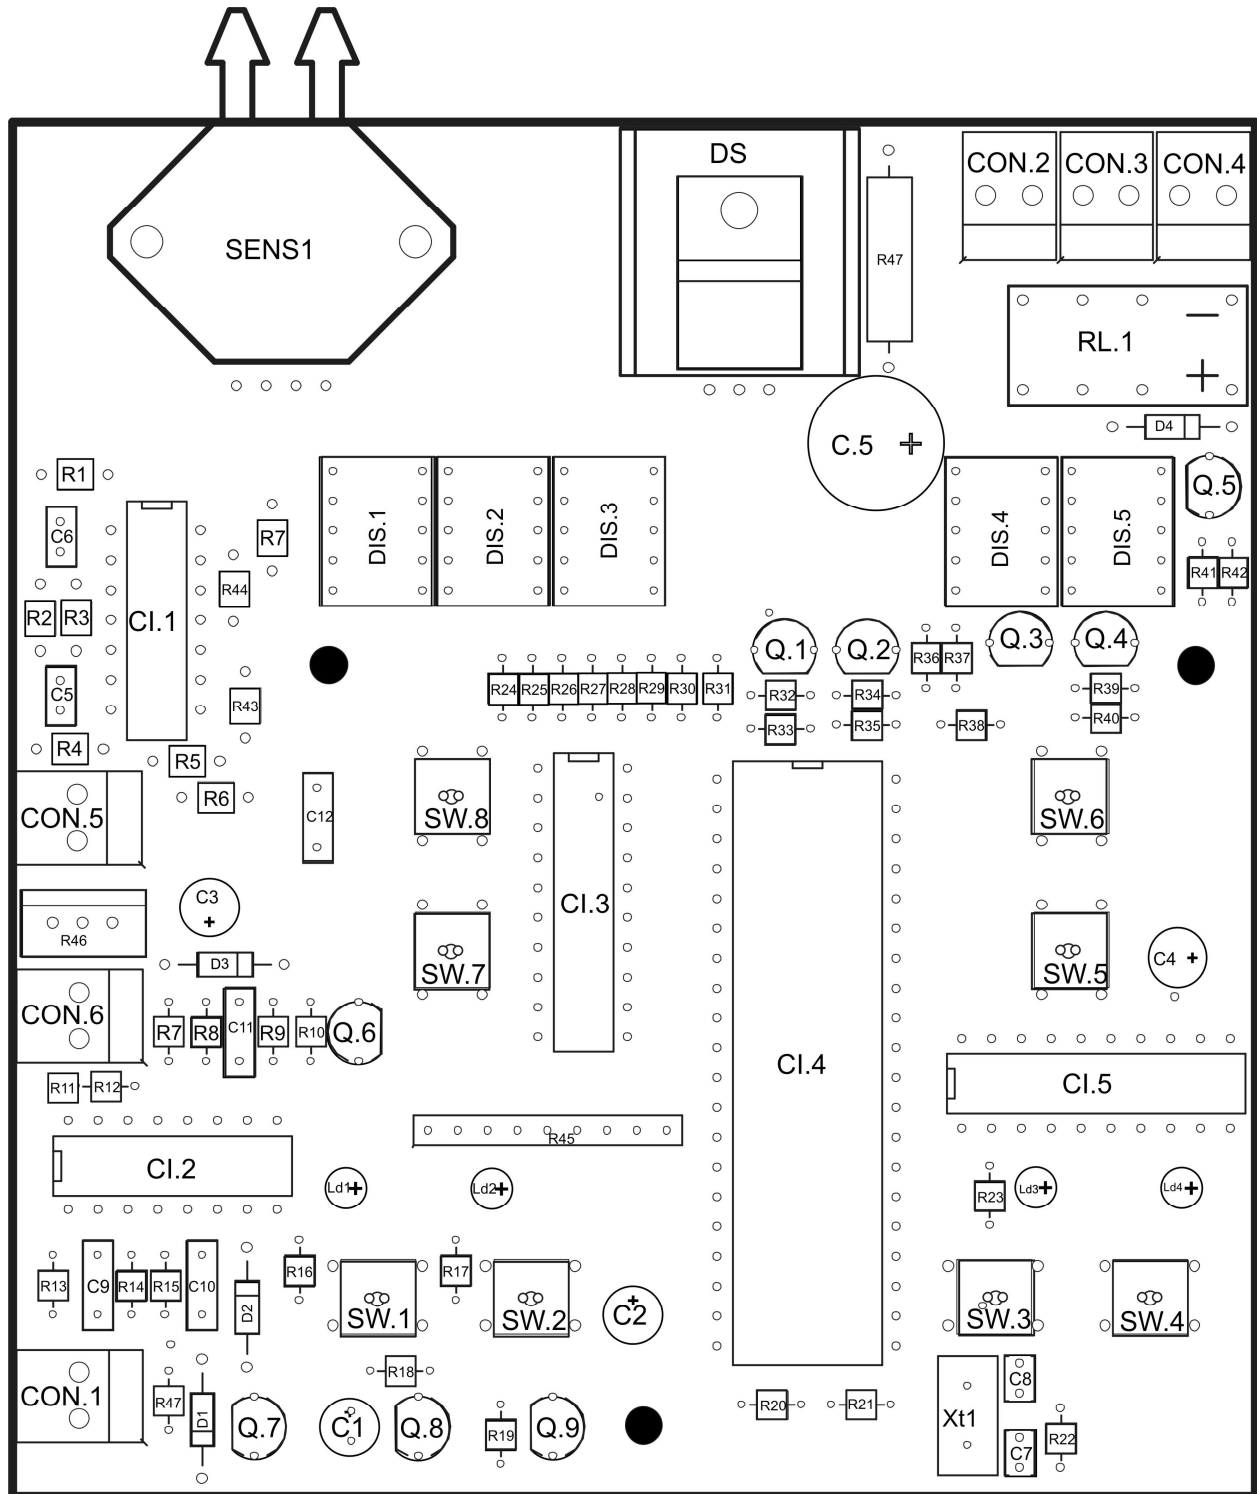 DS
CON.2 CON.3 CON.4
SENS1
R47
RL.1
−
+
D4
C.5 +
R1
Q.5
C6
R7
DIS.1
DIS.2
DIS.3
DIS.4
DIS.5
R41 R42
R44
R2 R3
CI.1
Q.1 Q.2 Q.3 Q.4
R36 R37
C5
R43
R24 R25 R26 R27 R28 R29 R30 R31
R32 R34 R39
R33 R35 R38 R40
R4
R5
R6
CON.5
C12
SW.8
SW.6
C3
+
CI.3
R46
D3
SW.7
SW.5
C4 +
CON.6
R7 R8 C11 R9 R10 Q.6
CI.4
R11 R12
CI.5
R45
CI.2
Ld1+
Ld2+
R23
Ld3+
Ld4+
R13 C9 R14 R15 C10
R16
R17
D2
SW.1
SW.2
+
C2
SW.3
SW.4
R18
C8
CON.1
R47
D1
R20 R21
Xt1
Q.7 C1 Q.8 R19 Q.9
C7
R22